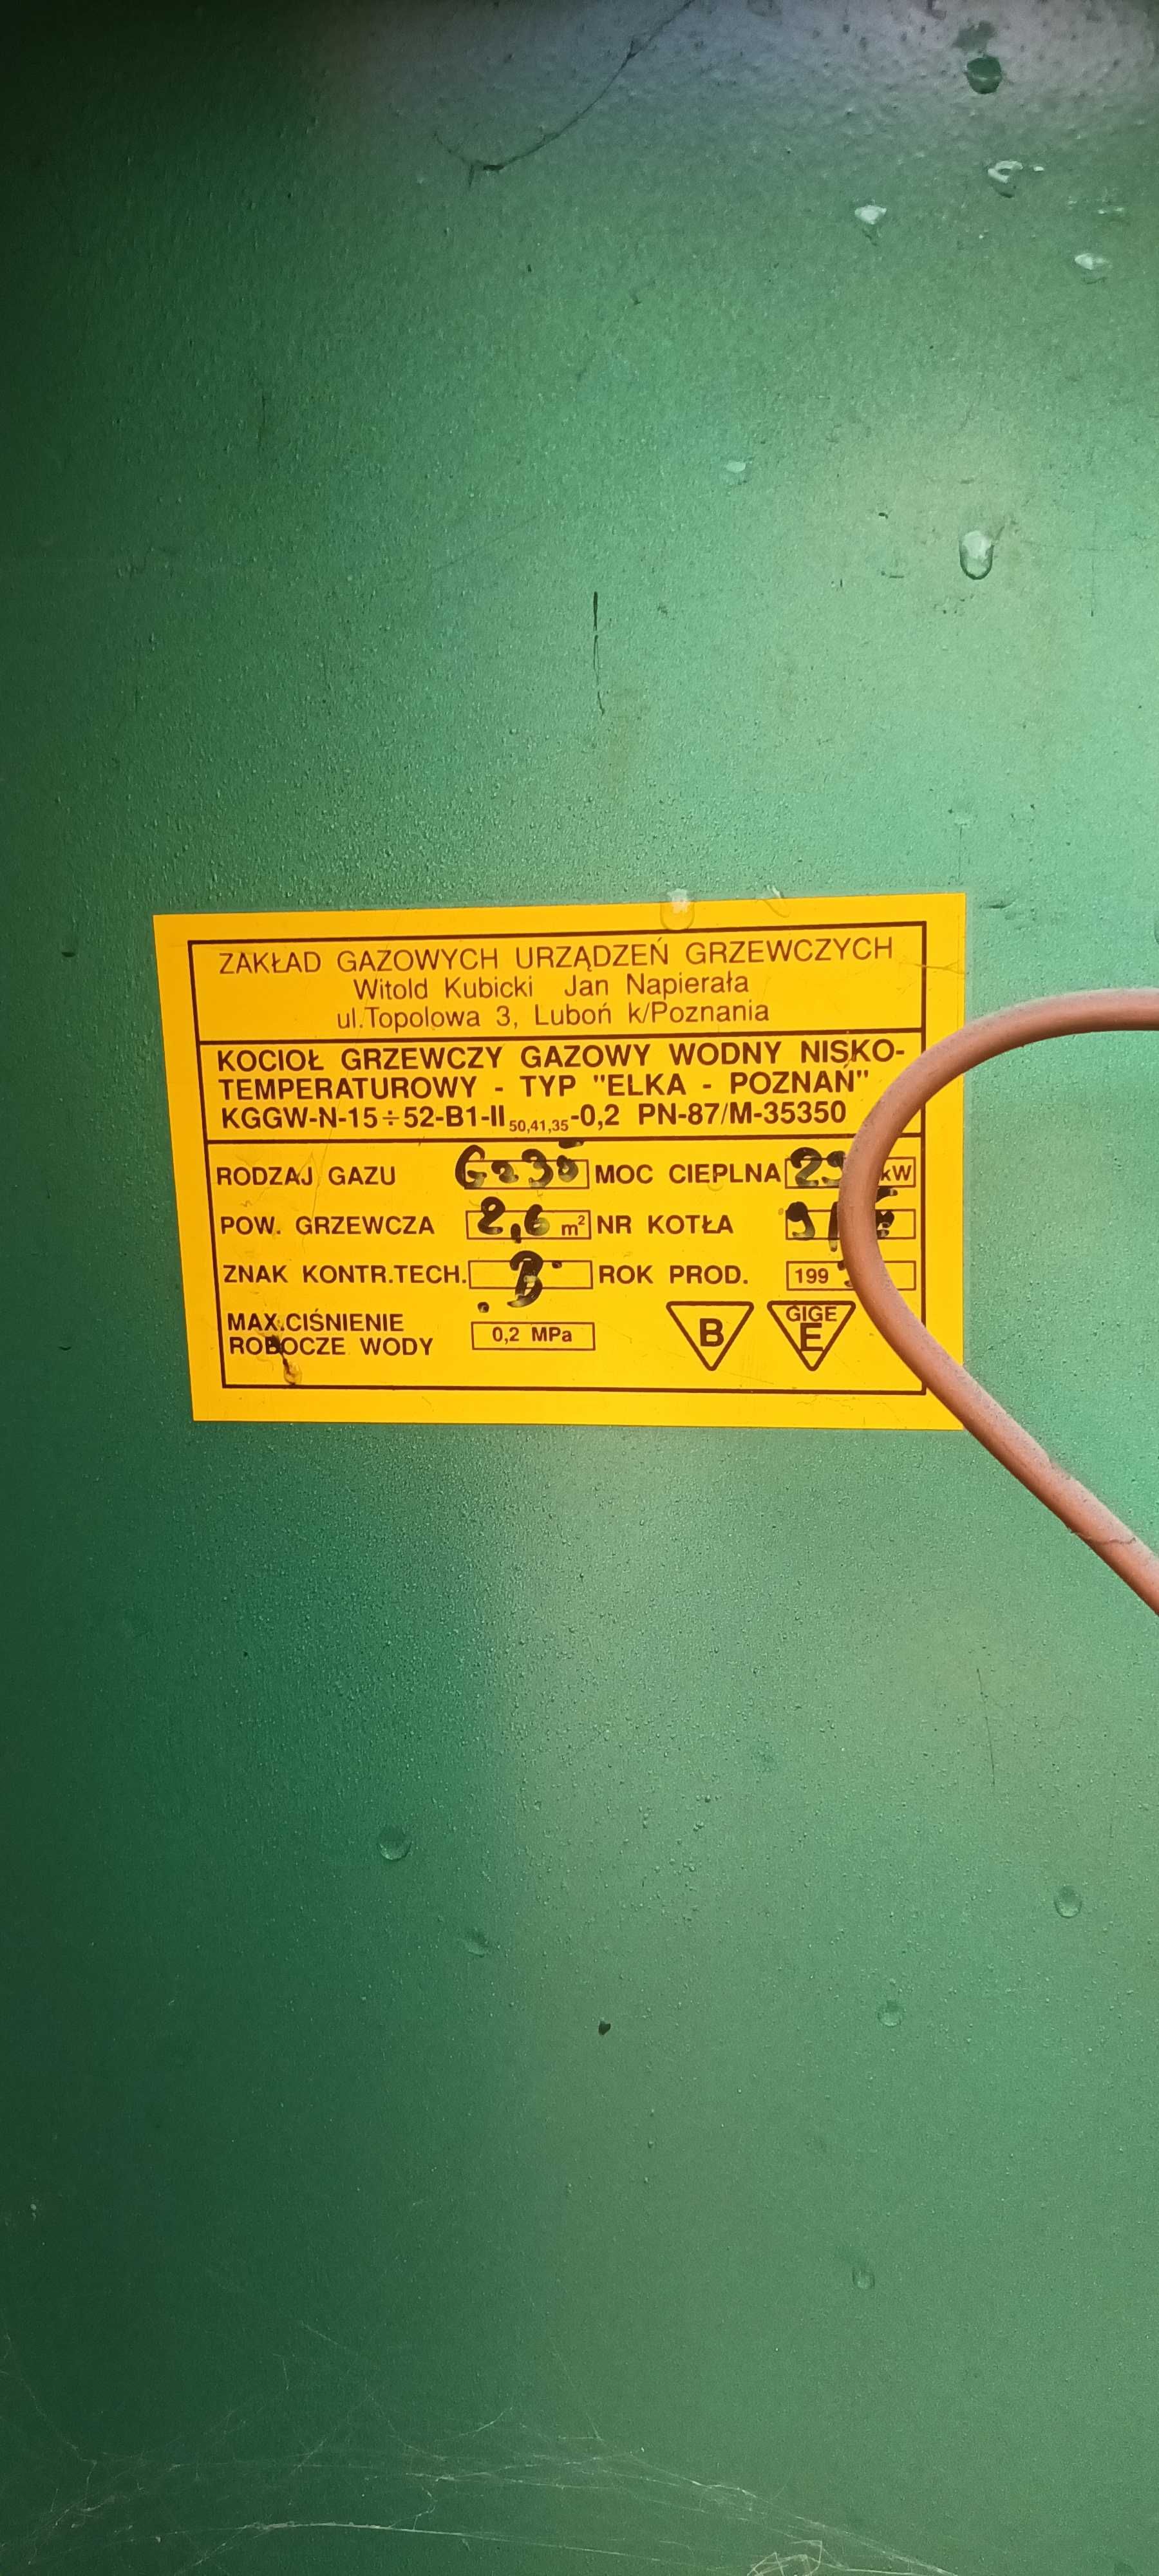 ZAKŁAD GAZOWYCH URZĄDZEŃ GRZEWCZYCH
Witold Kubicki Jan Napierała
ul.Topolowa 3, Luboń k/Poznania
KOCIOŁ GRZEWCZY GAZOWY WODNY NISKO-
TEMPERATUROWY - TYP "ELKA - POZNAŃ"
KGGW-N-15÷52-B1-II 50,41,35-0,2 PN-87/M-35350
RODZAJ GAZU MOC CIEPLNA kW
POW. GRZEWCZA 2,6 m² NR KOTŁA
ZNAK KONTR.TECH. B ROK PROD. 199
MAX.CIŚNIENIE
ROBOCZE WODY 0,2 MPa B GIGE E